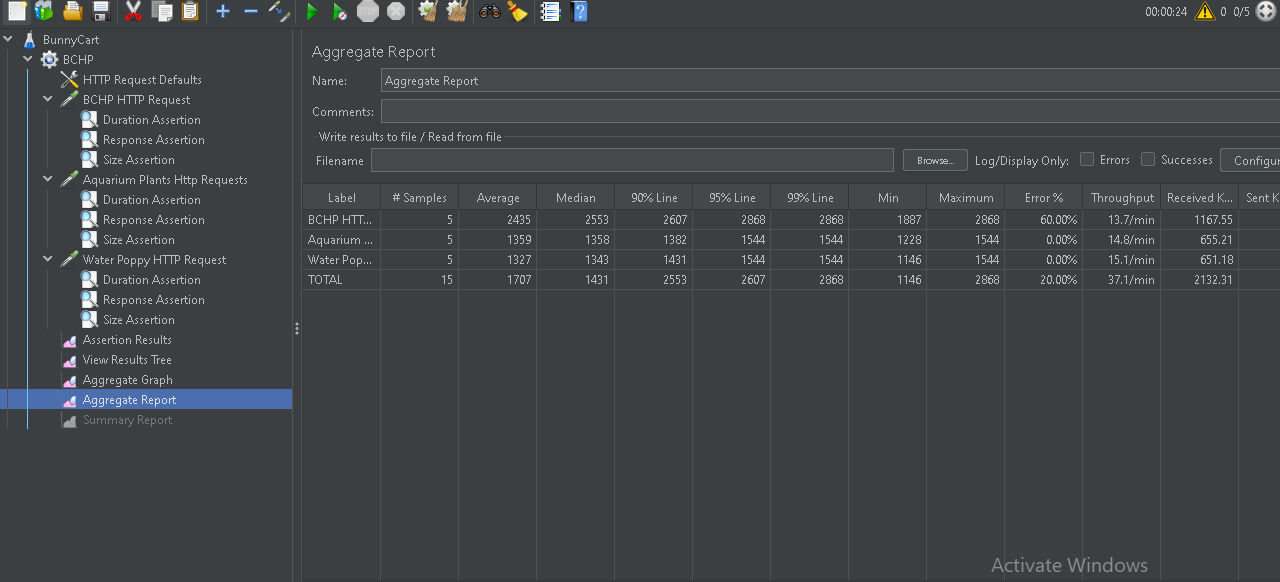 00:00:24 0 0/5
BunnyCart
BCHP
HTTP Request Defaults
BCHP HTTP Request
Duration Assertion
Response Assertion
Size Assertion
Aquarium Plants Http Requests
Duration Assertion
Response Assertion
Size Assertion
Water Poppy HTTP Request
Duration Assertion
Response Assertion
Size Assertion
Assertion Results
View Results Tree
Aggregate Graph
Aggregate Report
Summary Report
Aggregate Report
Name: Aggregate Report
Comments:
Write results to file / Read from file
Filename Browse... Log/Display Only: Errors Successes Configur
Label # Samples Average Median 90% Line 95% Line 99% Line Min Maximum Error % Throughput Received K... Sent K
BCHP HTT... 5 2435 2553 2607 2868 2868 1887 2868 60.00% 13.7/min 1167.55
Aquarium ... 5 1359 1358 1382 1544 1544 1228 1544 0.00% 14.8/min 655.21
Water Pop... 5 1327 1343 1431 1544 1544 1146 1544 0.00% 15.1/min 651.18
TOTAL 15 1707 1431 2553 2607 2868 1146 2868 20.00% 37.1/min 2132.31
Activate Windows